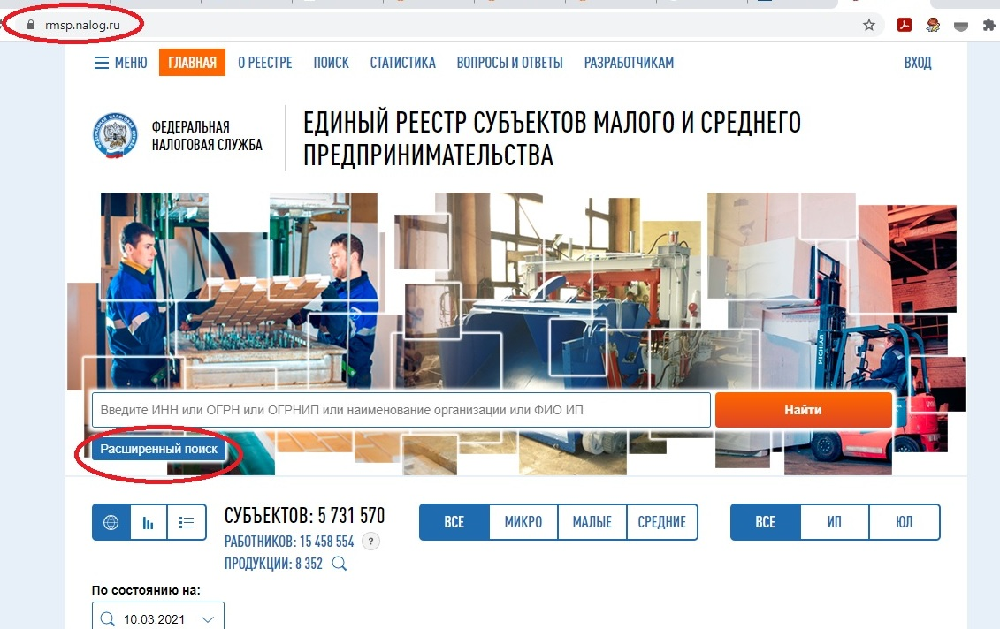 rmsp.nalog.ru
МЕНЮ ГЛАВНАЯ О РЕЕСТРЕ ПОИСК СТАТИСТИКА ВОПРОСЫ И ОТВЕТЫ РАЗРАБОТЧИКАМ ВХОД
ФЕДЕРАЛЬНАЯ
НАЛОГОВАЯ СЛУЖБА
ЕДИНЫЙ РЕЕСТР СУБЪЕКТОВ МАЛОГО И СРЕДНЕГО
ПРЕДПРИНИМАТЕЛЬСТВА
Введите ИНН или ОГРН или ОГРНИП или наименование организации или ФИО ИП
Найти
Расширенный поиск
СУБЪЕКТОВ: 5 731 570
РАБОТНИКОВ: 15 458 554 ?
ПРОДУКЦИИ: 8 352
ВСЕ МИКРО МАЛЫЕ СРЕДНИЕ
ВСЕ ИП ЮЛ
По состоянию на:
10.03.2021